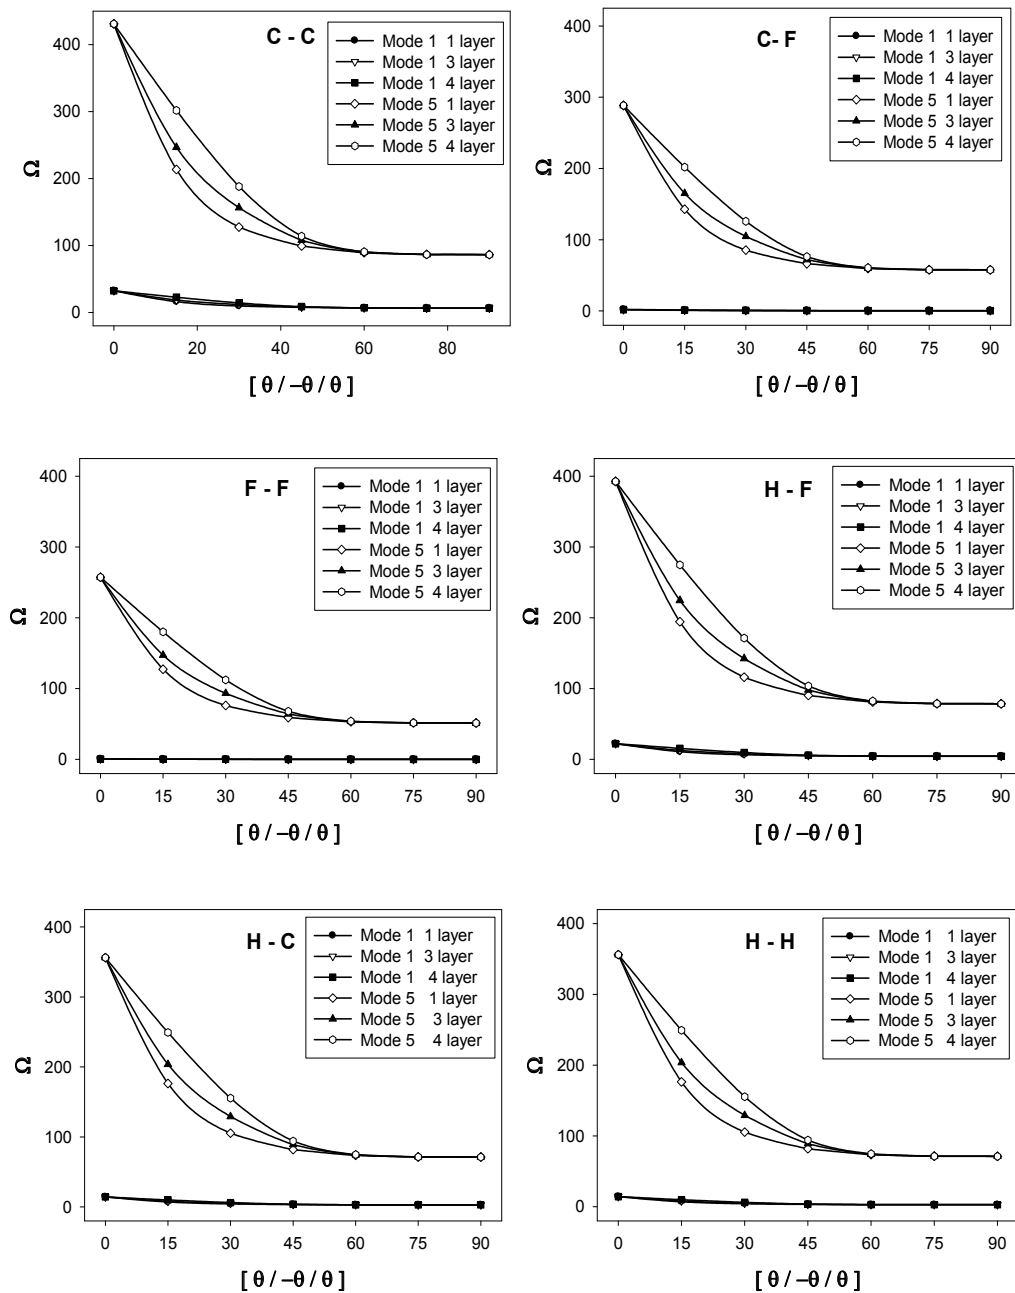 C - C
Mode 1 1 layer
Mode 1 3 layer
Mode 1 4 layer
Mode 5 1 layer
Mode 5 3 layer
Mode 5 4 layer
400
300
200
100
0
Ω
0 20 40 60 80
[ θ / –θ / θ ]
C- F
Mode 1 1 layer
Mode 1 3 layer
Mode 1 4 layer
Mode 5 1 layer
Mode 5 3 layer
Mode 5 4 layer
400
300
200
100
0
Ω
0 15 30 45 60 75 90
[ θ / –θ / θ ]
F - F
Mode 1 1 layer
Mode 1 3 layer
Mode 1 4 layer
Mode 5 1 layer
Mode 5 3 layer
Mode 5 4 layer
400
300
200
100
0
Ω
0 15 30 45 60 75 90
[ θ / –θ / θ ]
H - F
Mode 1 1 layer
Mode 1 3 layer
Mode 1 4 layer
Mode 5 1 layer
Mode 5 3 layer
Mode 5 4 layer
400
300
200
100
0
Ω
0 15 30 45 60 75 90
[ θ / –θ / θ ]
H - C
Mode 1 1 layer
Mode 1 3 layer
Mode 1 4 layer
Mode 5 1 layer
Mode 5 3 layer
Mode 5 4 layer
400
300
200
100
0
Ω
0 15 30 45 60 75 90
[ θ / –θ / θ ]
H - H
Mode 1 1 layer
Mode 1 3 layer
Mode 1 4 layer
Mode 5 1 layer
Mode 5 3 layer
Mode 5 4 layer
400
300
200
100
0
Ω
0 15 30 45 60 75 90
[ θ / –θ / θ ]